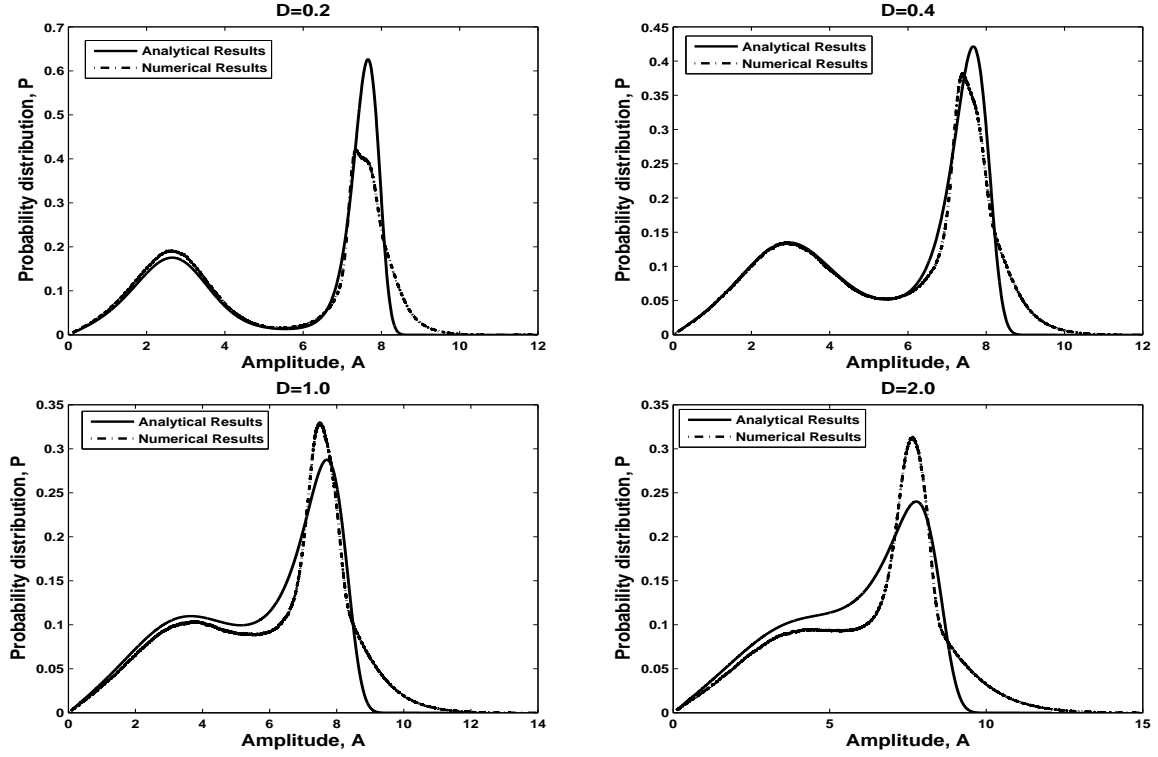 D=0.2
0.7
0.6
0.5
0.4
0.3
0.2
0.1
0
Probability distribution, P
Analytical Results
Numerical Results
0 2 4 6 8 10 12
Amplitude, A
D=0.4
0.45
0.4
0.35
0.3
0.25
0.2
0.15
0.1
0.05
0
Probability distribution, P
Analytical Results
Numerical Results
0 2 4 6 8 10 12
Amplitude, A
D=1.0
0.35
0.3
0.25
0.2
0.15
0.1
0.05
0
Probability distribution, P
Analytical Results
Numerical Results
0 2 4 6 8 10 12 14
Amplitude, A
D=2.0
0.35
0.3
0.25
0.2
0.15
0.1
0.05
0
Probability distribution, P
Analytical Results
Numerical Results
0 5 10 15
Amplitude, A